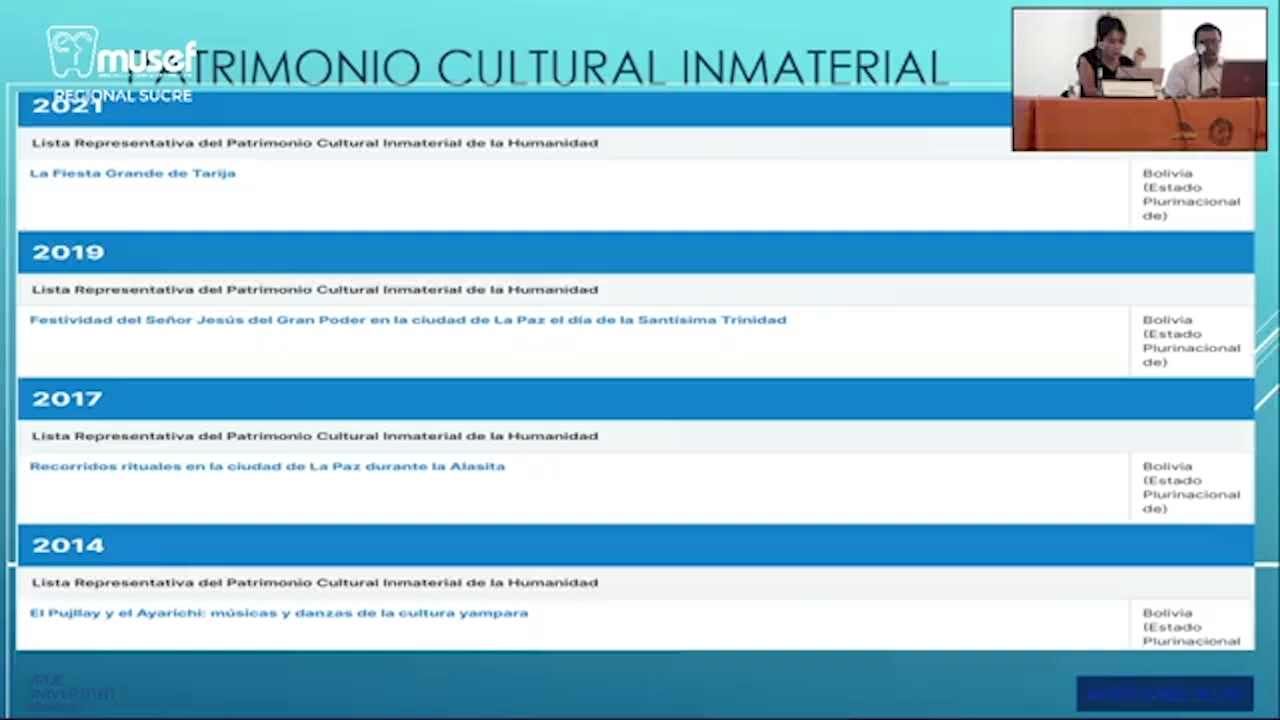 musef
REGIONAL SUCRE
TRIMONIO CULTURAL INMATERIAL
2021
Lista Representativa del Patrimonio Cultural Inmaterial de la Humanidad
La Fiesta Grande de Tarija
Bolivia
(Estado
Plurinacional
de)
2019
Lista Representativa del Patrimonio Cultural Inmaterial de la Humanidad
Festividad del Señor Jesús del Gran Poder en la ciudad de La Paz el día de la Santísima Trinidad
Bolivia
(Estado
Plurinacional
de)
2017
Lista Representativa del Patrimonio Cultural Inmaterial de la Humanidad
Recorridos rituales en la ciudad de La Paz durante la Alasita
Bolivia
(Estado
Plurinacional
de)
2014
Lista Representativa del Patrimonio Cultural Inmaterial de la Humanidad
El Pujllay y el Ayarichi: músicas y danzas de la cultura yampara
Bolivia
(Estado
Plurinacional